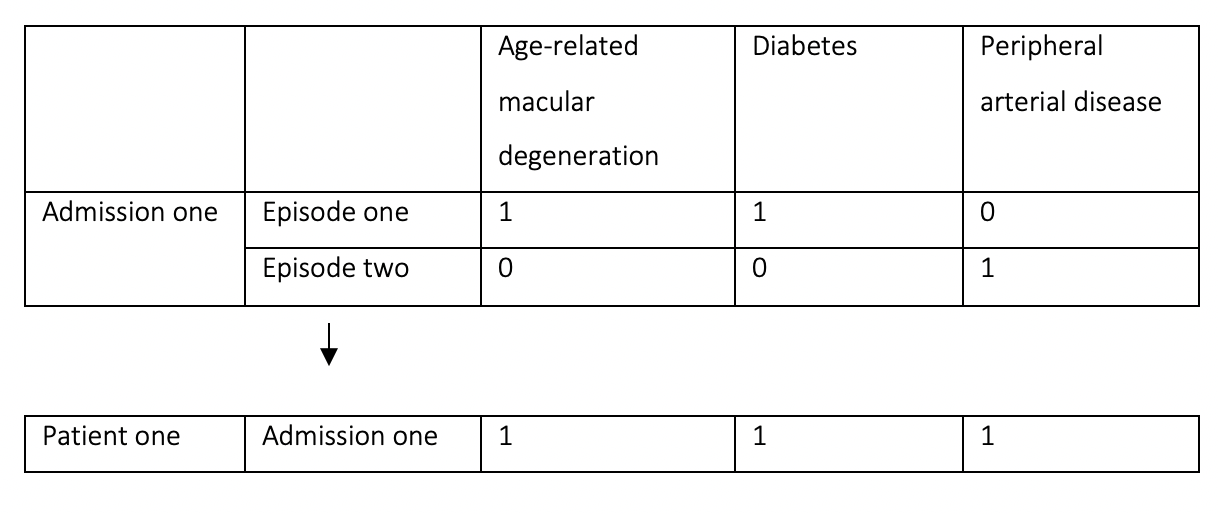 Age-related macular degeneration Diabetes Peripheral arterial disease
Admission one Episode one 1 1 0
Episode two 0 0 1
Patient one Admission one 1 1 1